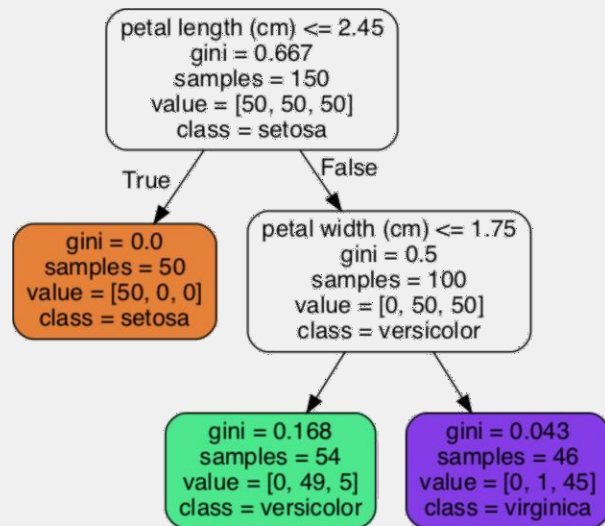 petal length (cm) <= 2.45
gini = 0.667
samples = 150
value = [50, 50, 50]
class = setosa
True
False
gini = 0.0
samples = 50
value = [50, 0, 0]
class = setosa
petal width (cm) <= 1.75
gini = 0.5
samples = 100
value = [0, 50, 50]
class = versicolor
gini = 0.168
samples = 54
value = [0, 49, 5]
class = versicolor
gini = 0.043
samples = 46
value = [0, 1, 45]
class = virginica